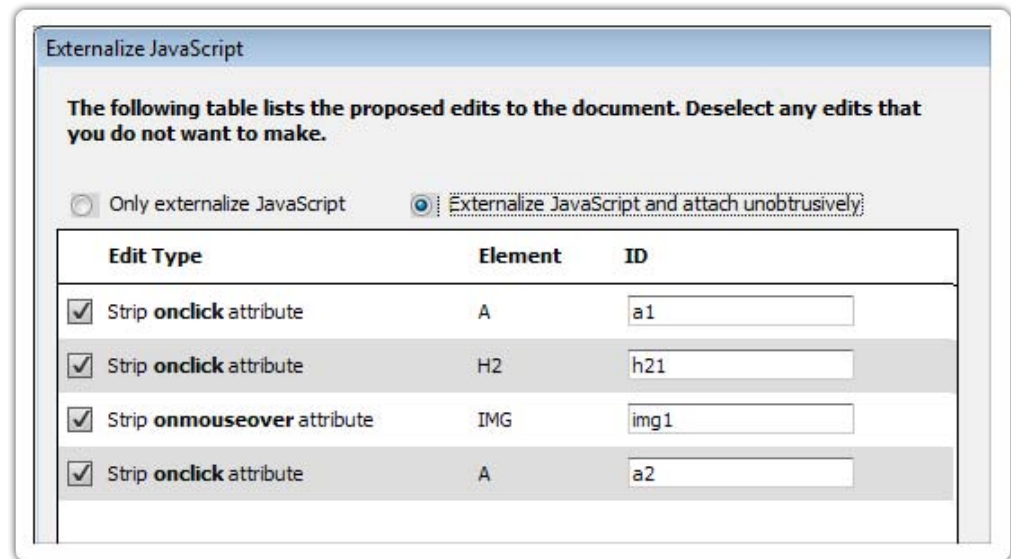 Externalize JavaScript
The following table lists the proposed edits to the document. Deselect any edits that
you do not want to make.
Only externalize JavaScript Externalize JavaScript and attach unobtrusively
Edit Type Element ID
Strip onclick attribute A a1
Strip onclick attribute H2 h21
Strip onmouseover attribute IMG img1
Strip onclick attribute A a2